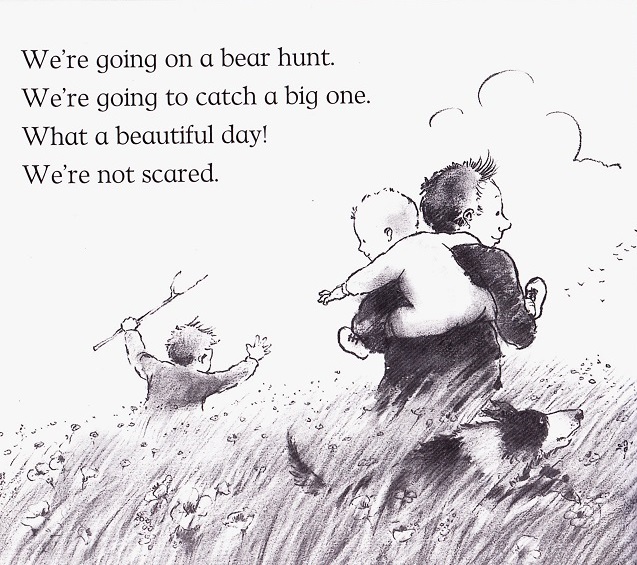 We're going on a bear hunt.
We're going to catch a big one.
What a beautiful day!
We're not scared.